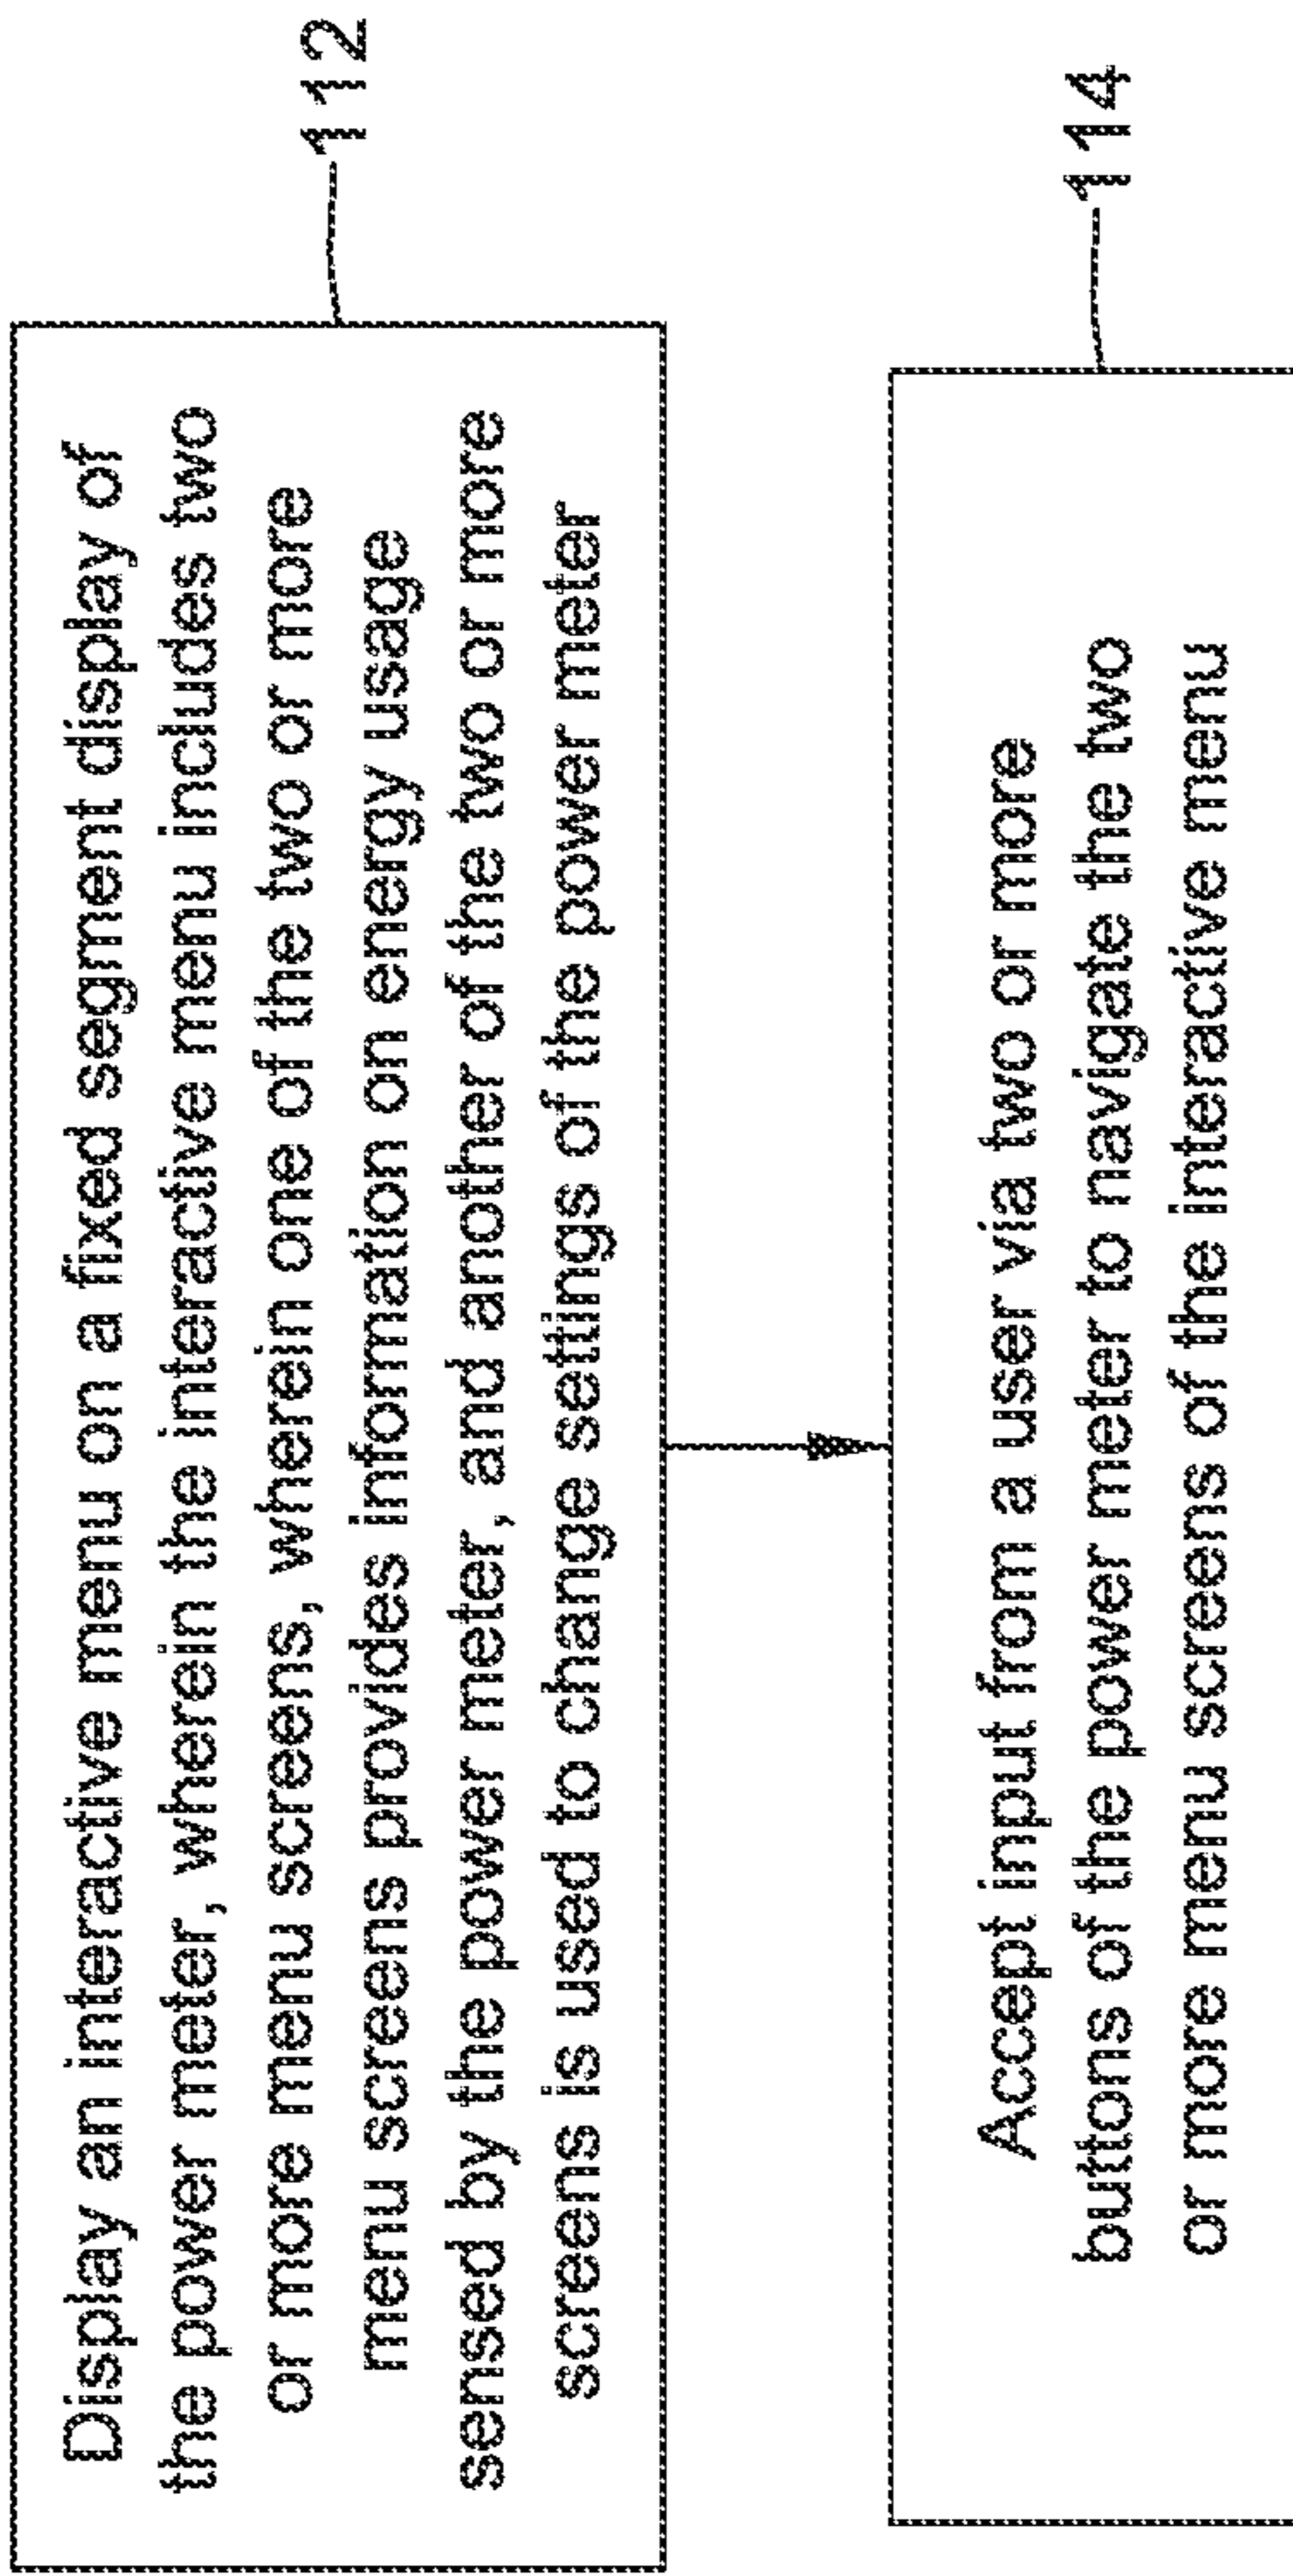 Display an interactive menu on a fixed segment display of
the power meter, wherein the interactive menu includes two
or more menu screens, wherein one of the two or more
menu screens provides information on energy usage
sensed by the power meter, and another of the two or more
screens is used to change settings of the power meter
112
Accept input from a user via two or more
buttons of the power meter to navigate the two
or more menu screens of the interactive menu
114